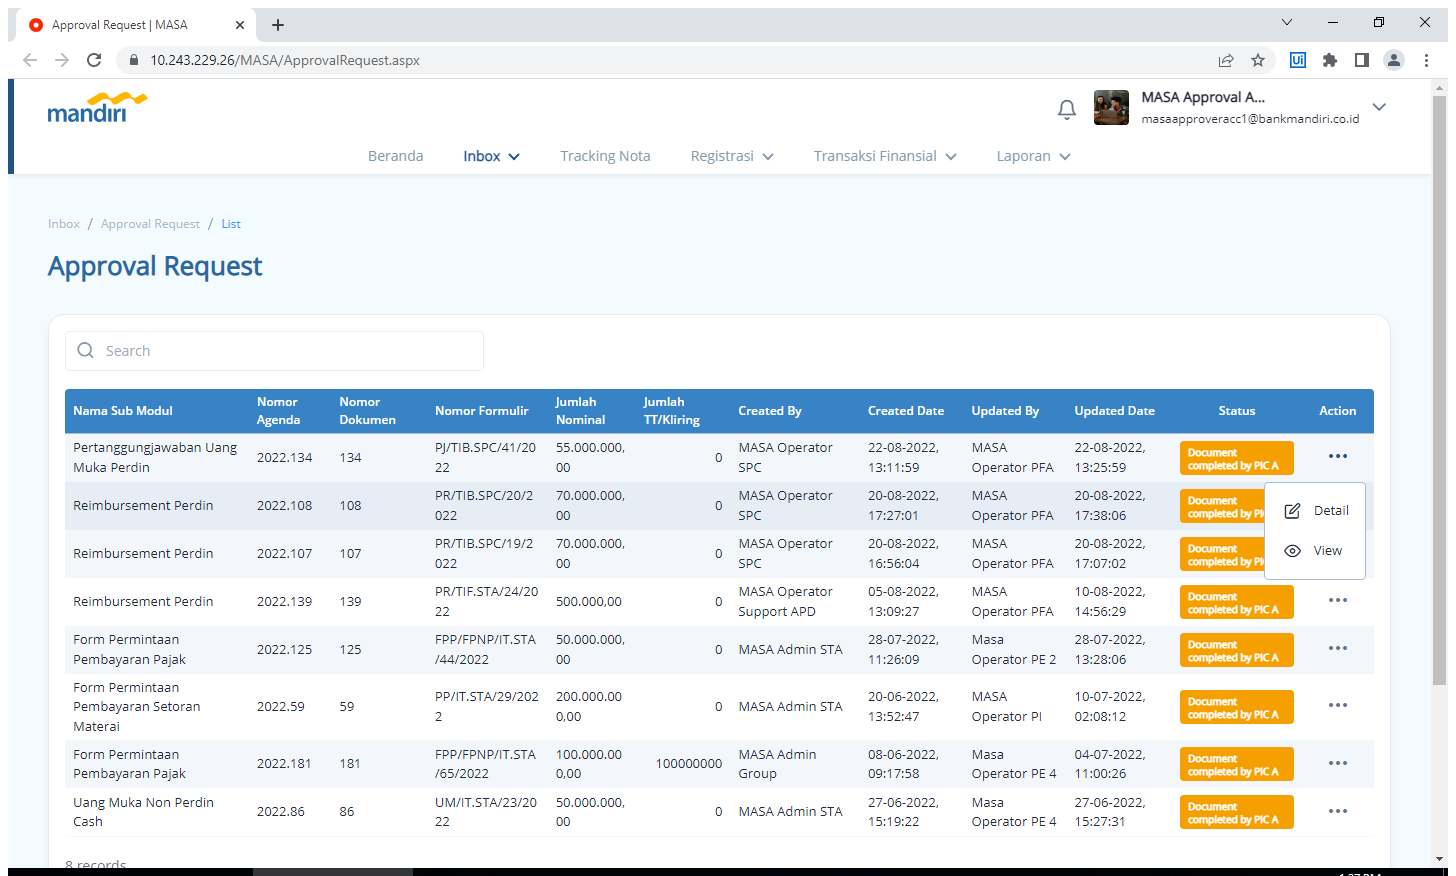 Approval Request | MASA
10.243.229.26/MASA/ApprovalRequest.aspx
Ui
mandiri
MASA Approval A...
masaapproveracc1@bankmandiri.co.id
Beranda Inbox Tracking Nota Registrasi Transaksi Finansial Laporan
Inbox / Approval Request / List
Approval Request
Search
Nama Sub Modul Nomor Agenda Nomor Dokumen Nomor Formulir Jumlah Nominal Jumlah TT/Kliring Created By Created Date Updated By Updated Date Status Action
Pertanggungjawaban Uang Muka Perdin 2022.134 134 PJ/TIB.SPC/41/2022 55.000.000,00 0 MASA Operator SPC 22-08-2022, 13:11:59 MASA Operator PFA 22-08-2022, 13:25:59 Document completed by PIC A
Reimbursement Perdin 2022.108 108 PR/TIB.SPC/20/2022 70.000.000,00 0 MASA Operator SPC 20-08-2022, 17:27:01 MASA Operator PFA 20-08-2022, 17:38:06 Document completed by PI
Detail
View
Reimbursement Perdin 2022.107 107 PR/TIB.SPC/19/2022 70.000.000,00 0 MASA Operator SPC 20-08-2022, 16:56:04 MASA Operator PFA 20-08-2022, 17:07:02 Document completed by PI
Reimbursement Perdin 2022.139 139 PR/TIF.STA/24/2022 500.000,00 0 MASA Operator Support APD 05-08-2022, 13:09:27 MASA Operator PFA 10-08-2022, 14:56:29 Document completed by PIC A
Form Permintaan Pembayaran Pajak 2022.125 125 FPP/FPNP/IT.STA/44/2022 50.000.000,00 0 MASA Admin STA 28-07-2022, 11:26:09 Masa Operator PE 2 28-07-2022, 13:28:06 Document completed by PIC A
Form Permintaan Pembayaran Setoran Materai 2022.59 59 PP/IT.STA/29/2022 200.000.000,00 0 MASA Admin STA 20-06-2022, 13:52:47 MASA Operator PI 10-07-2022, 02:08:12 Document completed by PIC A
Form Permintaan Pembayaran Pajak 2022.181 181 FPP/FPNP/IT.STA/65/2022 100.000.000,00 100000000 MASA Admin Group 08-06-2022, 09:17:58 Masa Operator PE 4 04-07-2022, 11:00:26 Document completed by PIC A
Uang Muka Non Perdin Cash 2022.86 86 UM/IT.STA/23/2022 50.000.000,00 0 MASA Admin STA 27-06-2022, 15:19:22 Masa Operator PE 4 27-06-2022, 15:27:31 Document completed by PIC A
8 records